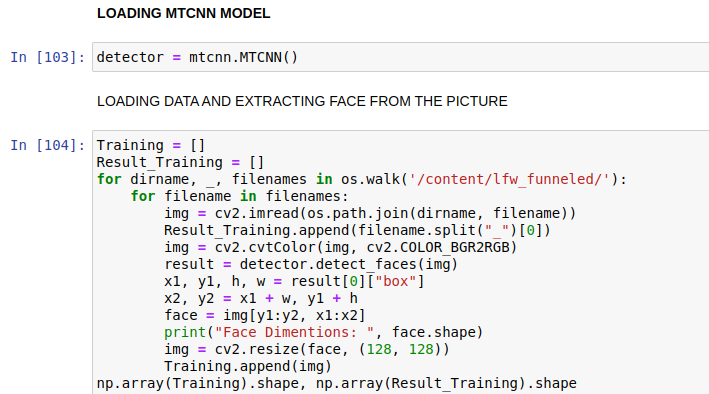 LOADING MTCNN MODEL
In [103]: detector = mtcnn.MTCNN()
LOADING DATA AND EXTRACTING FACE FROM THE PICTURE
In [104]: Training = []
Result_Training = []
for dirname, _, filenames in os.walk('/content/lfw_funneled/'):
    for filename in filenames:
        img = cv2.imread(os.path.join(dirname, filename))
        Result_Training.append(filename.split("_")[0])
        img = cv2.cvtColor(img, cv2.COLOR_BGR2RGB)
        result = detector.detect_faces(img)
        x1, y1, h, w = result[0]["box"]
        x2, y2 = x1 + w, y1 + h
        face = img[y1:y2, x1:x2]
        print("Face Dimentions: ", face.shape)
        img = cv2.resize(face, (128, 128))
        Training.append(img)
np.array(Training).shape, np.array(Result_Training).shape